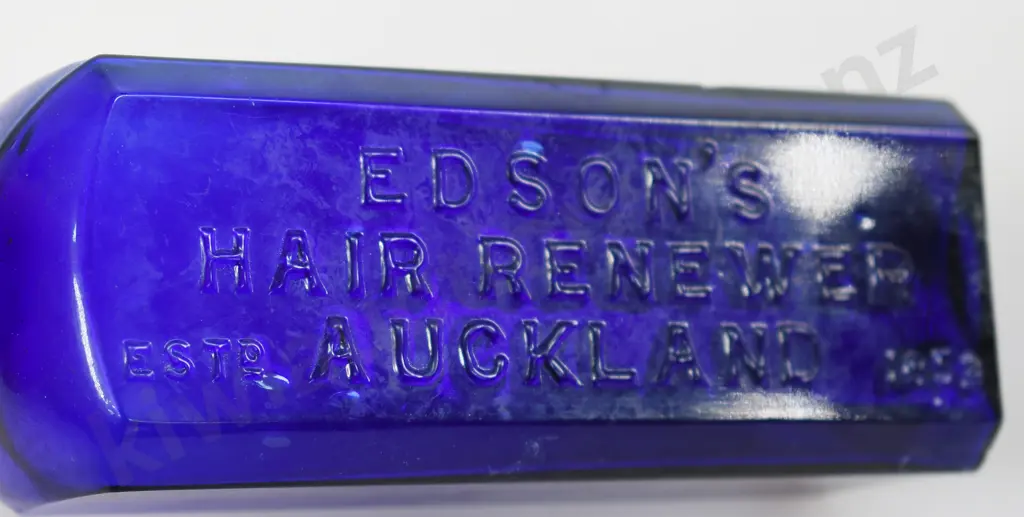 EDSON'S
HAIR RENEWER
ESTD AUCKLAND